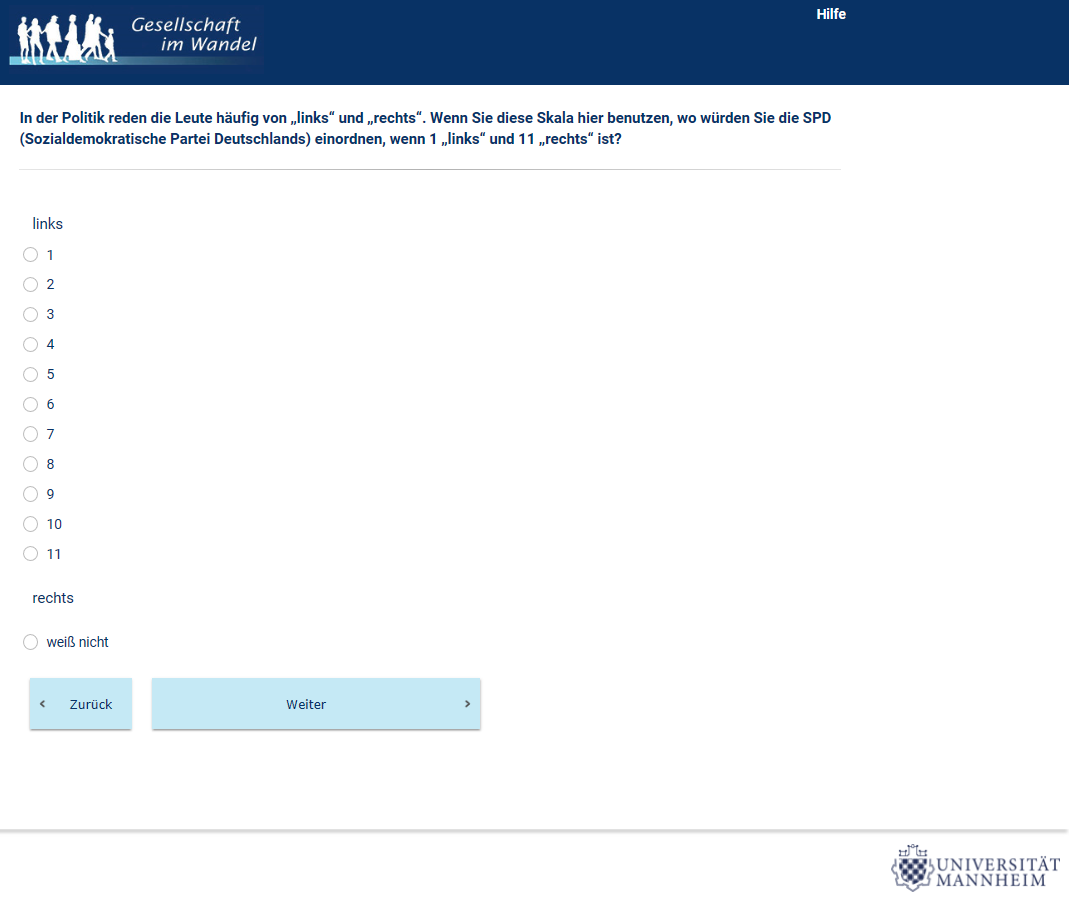 Gesellschaft
im Wandel
Hilfe
In der Politik reden die Leute häufig von „links“ und „rechts“. Wenn Sie diese Skala hier benutzen, wo würden Sie die SPD
(Sozialdemokratische Partei Deutschlands) einordnen, wenn 1 „links“ und 11 „rechts“ ist?
links
1
2
3
4
5
6
7
8
9
10
11
rechts
weiß nicht
‹ Zurück
Weiter ›
UNIVERSITÄT
MANNHEIM